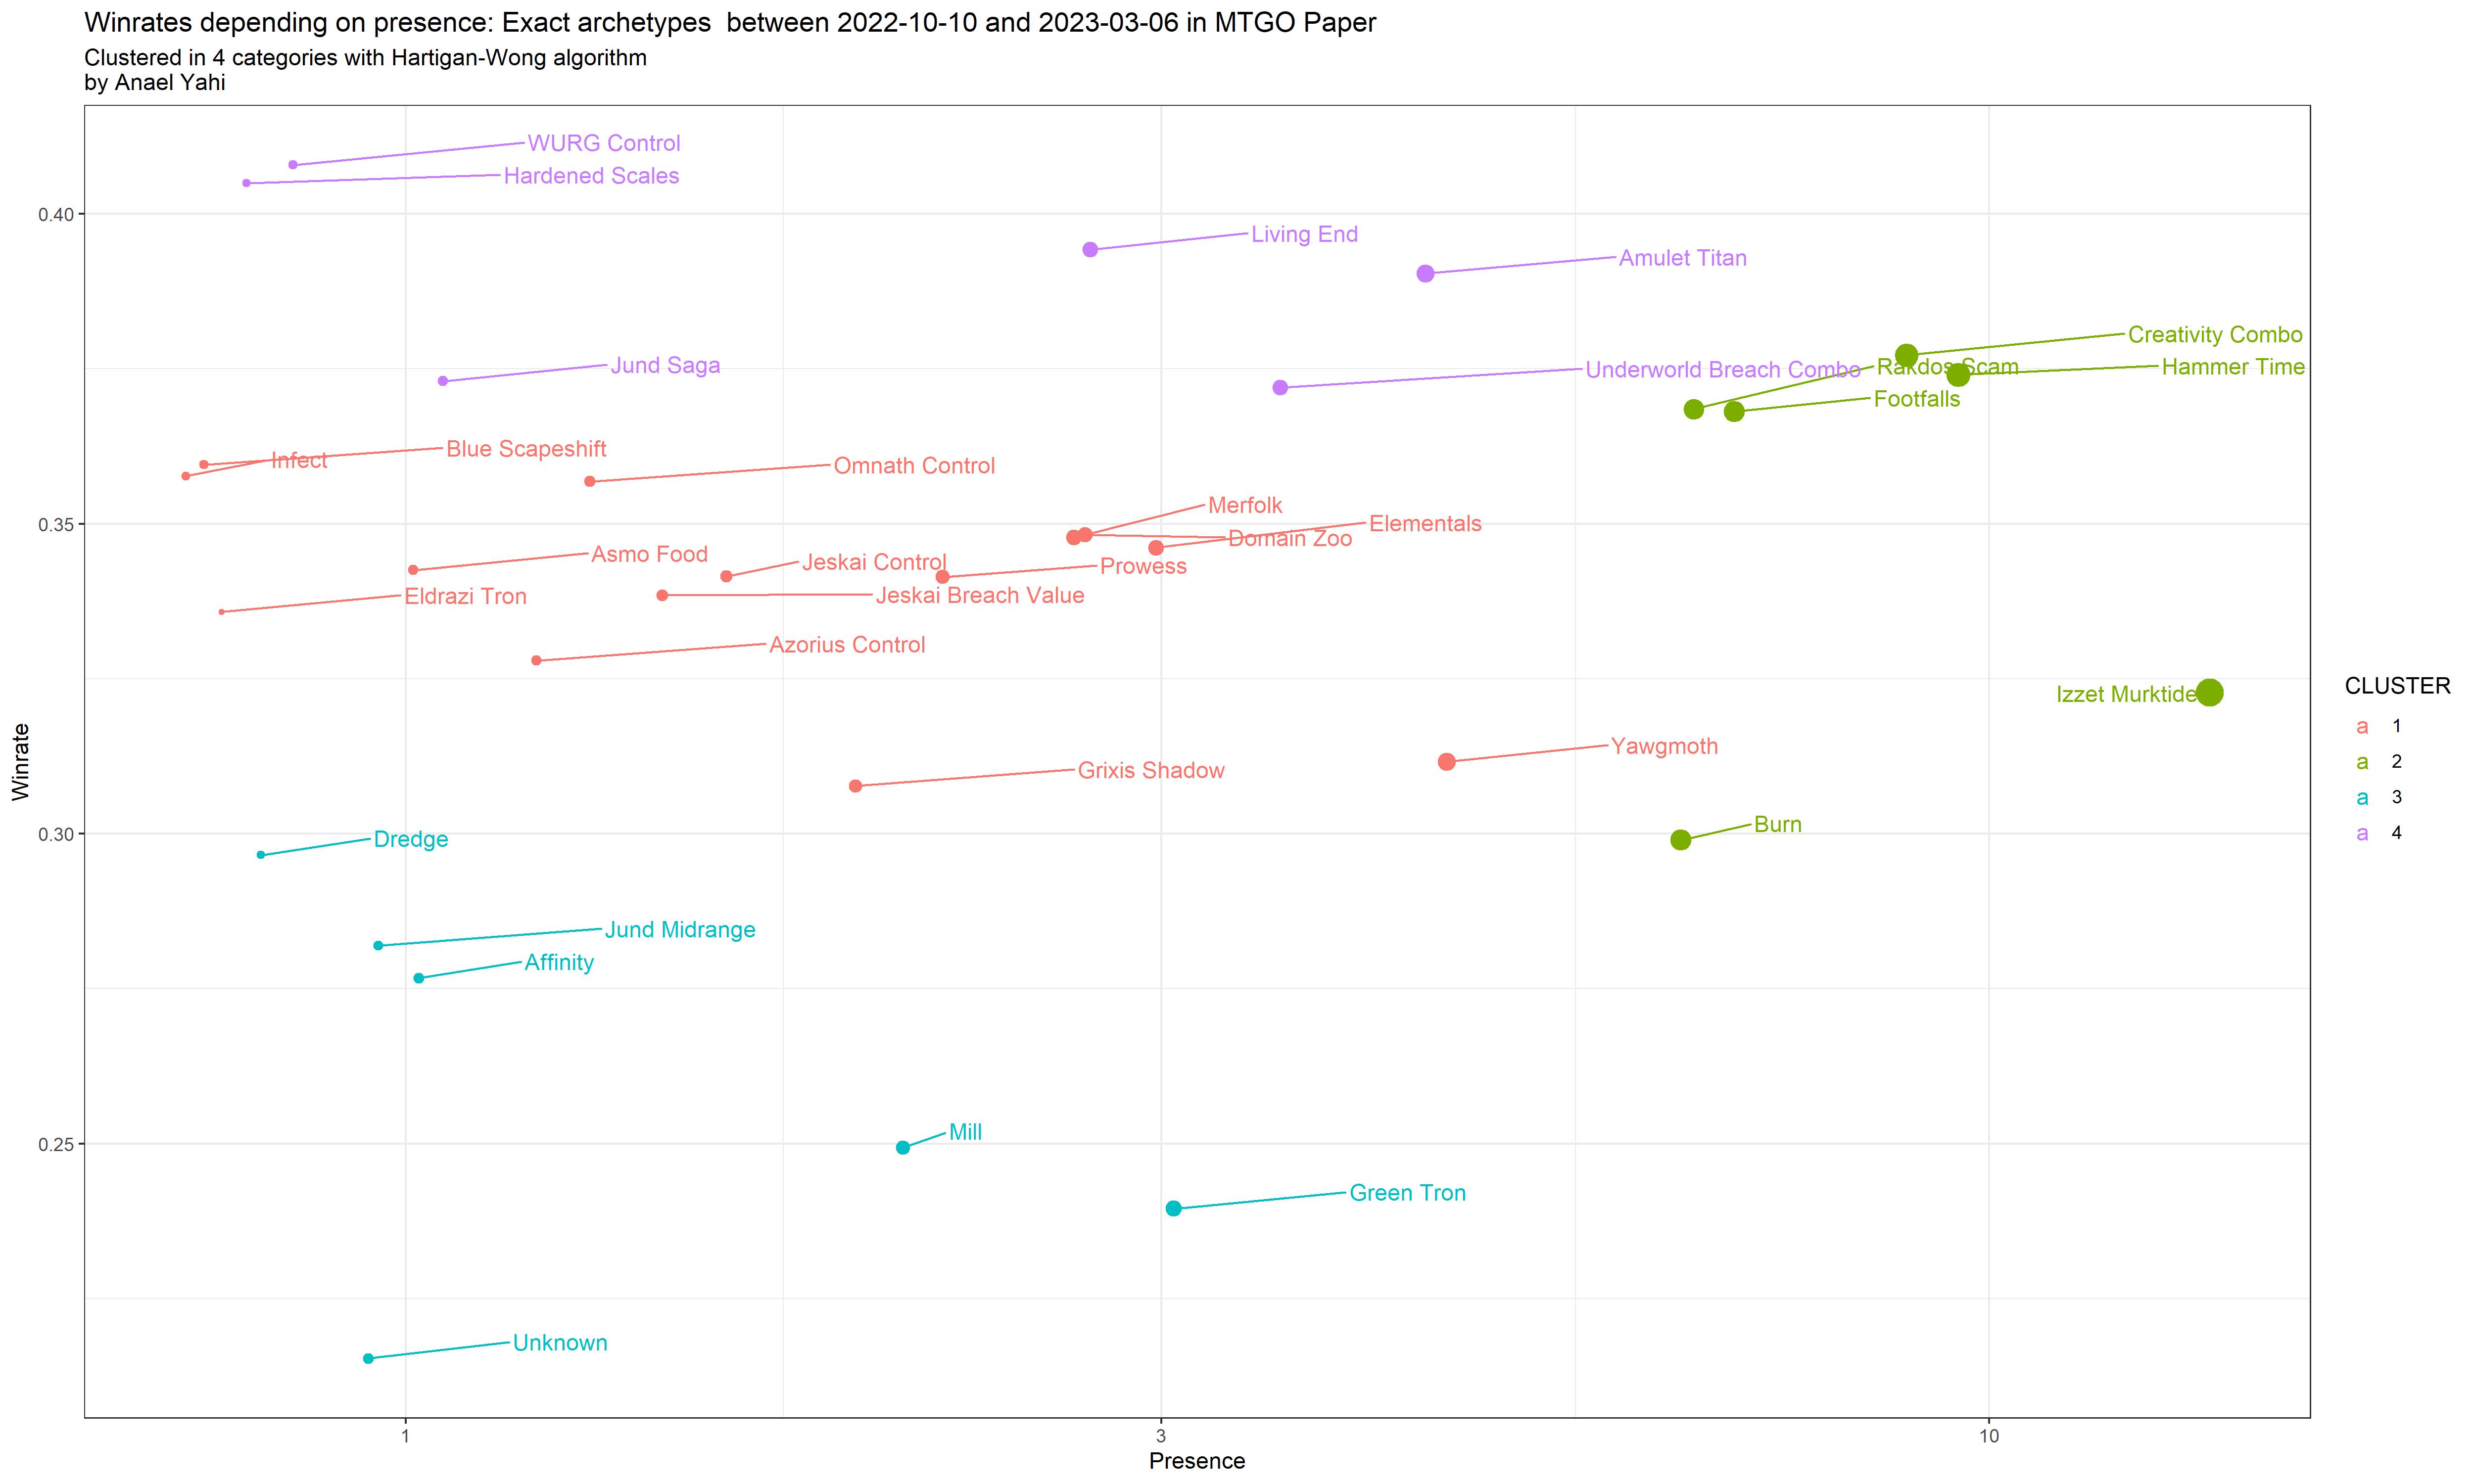 Winrates depending on presence: Exact archetypes  between 2022-10-10 and 2023-03-06 in MTGO Paper
Clustered in 4 categories with Hartigan-Wong algorithm
by Anael Yahi
WURG Control
Hardened Scales
0.40
Living End
Amulet Titan
Creativity Combo
Jund Saga
Underworld Breach Combo
Rakdos Scam
Hammer Time
Footfalls
Blue Scapeshift
Infect
Omnath Control
Merfolk
0.35
Elementals
Domain Zoo
Asmo Food
Jeskai Control
Prowess
Eldrazi Tron
Jeskai Breach Value
Azorius Control
Izzet Murktide
CLUSTER
a 1
a 2
a 3
a 4
Winrate
Yawgmoth
Grixis Shadow
Burn
0.30
Dredge
Jund Midrange
Affinity
Mill
0.25
Green Tron
Unknown
1
3
10
Presence